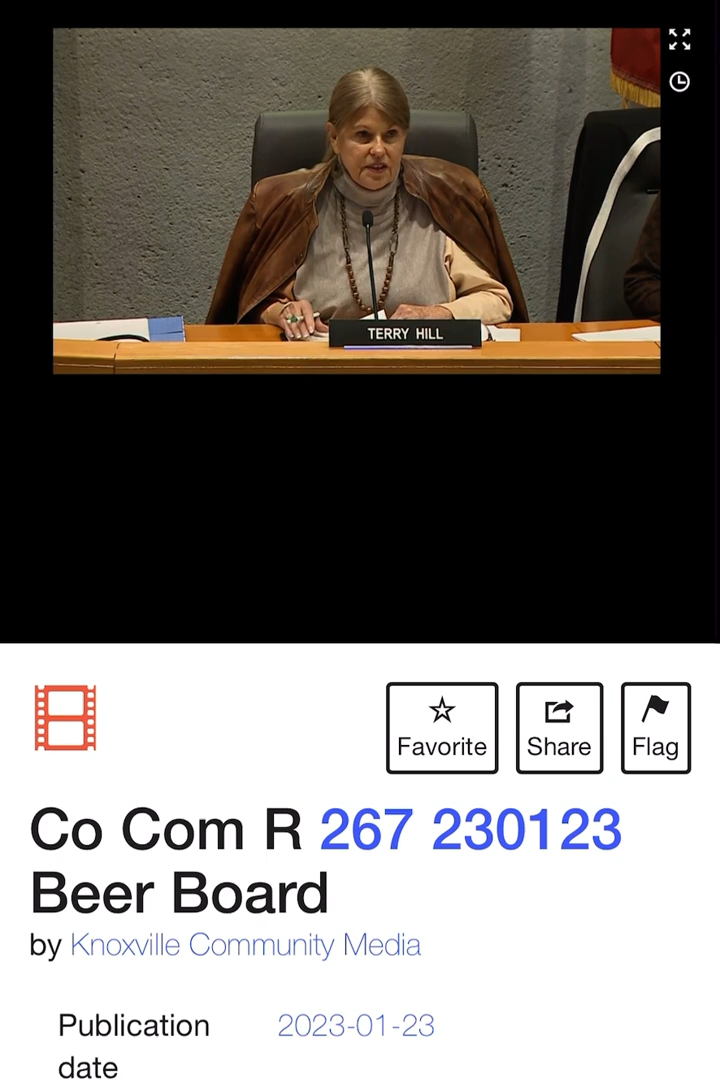 TERRY HILL
Favorite
Share
Flag
Co Com R 267 230123
Beer Board
by Knoxville Community Media
Publication
date
2023-01-23